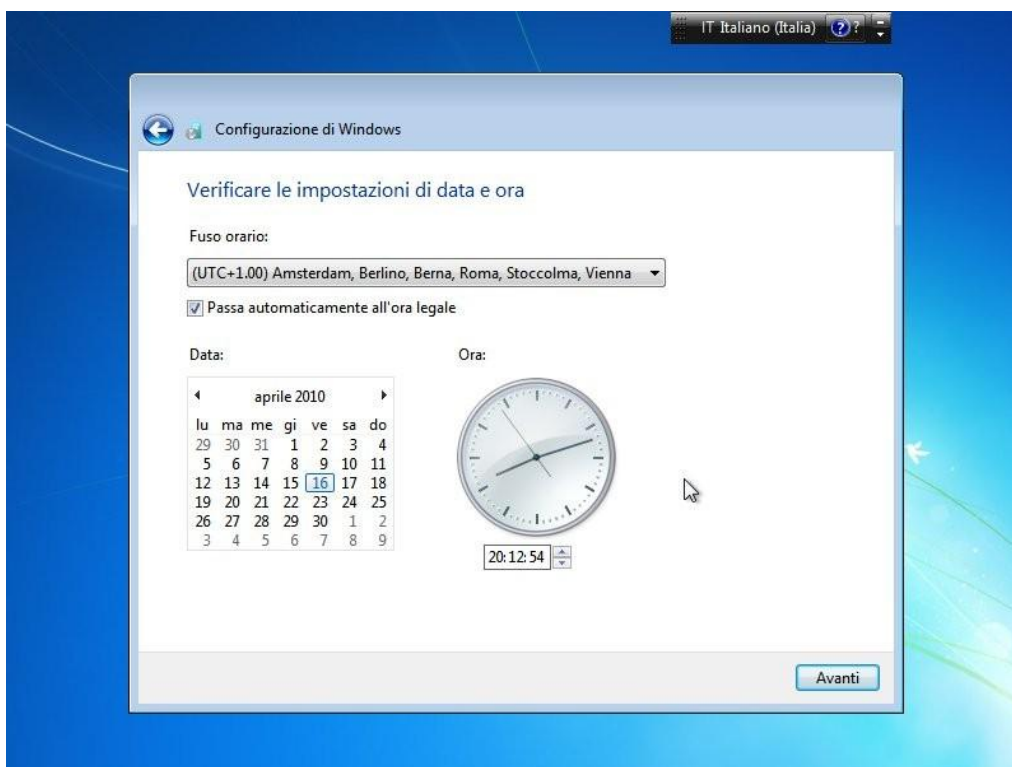 IT Italiano (Italia) ?
Configurazione di Windows
Verificare le impostazioni di data e ora
Fuso orario:
(UTC+1.00) Amsterdam, Berlino, Berna, Roma, Stoccolma, Vienna
Passa automaticamente all'ora legale
Data: Ora:
aprile 2010
lu ma me gi ve sa do
29 30 31 1 2 3 4
5 6 7 8 9 10 11
12 13 14 15 16 17 18
19 20 21 22 23 24 25
26 27 28 29 30 1 2
3 4 5 6 7 8 9
20:12:54
Avanti